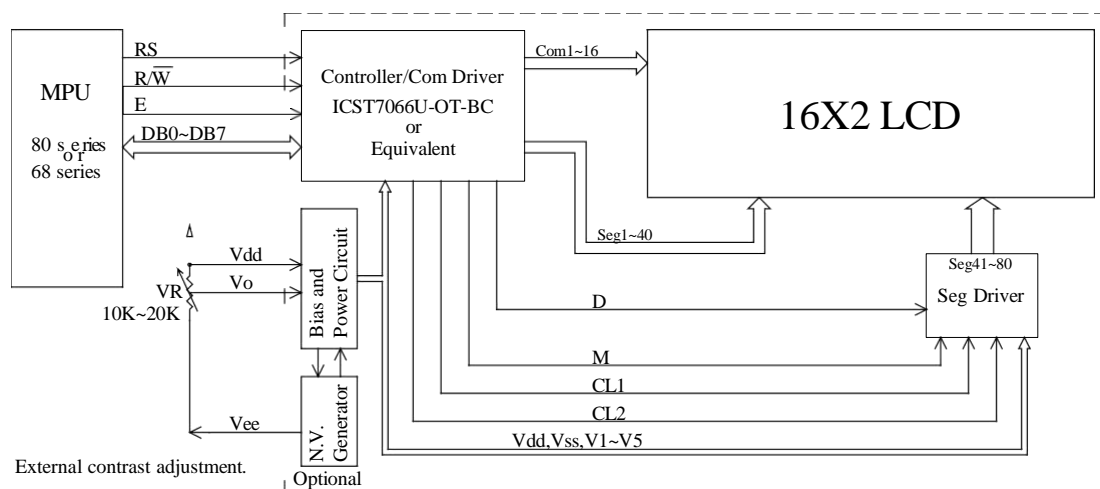 MPU
80 series
or
68 series
RS
R/W̅
E
DB0~DB7
Controller/Com Driver
ICST7066U-OT-BC
or
Equivalent
Com1~16
16X2 LCD
Seg1~40
Seg41~80
Seg Driver
Vdd
Vo
VR
10K~20K
Bias and
Power Circuit
D
M
CL1
CL2
Vdd,Vss,V1~V5
Vee
N.V.
Generator
Optional
External contrast adjustment.